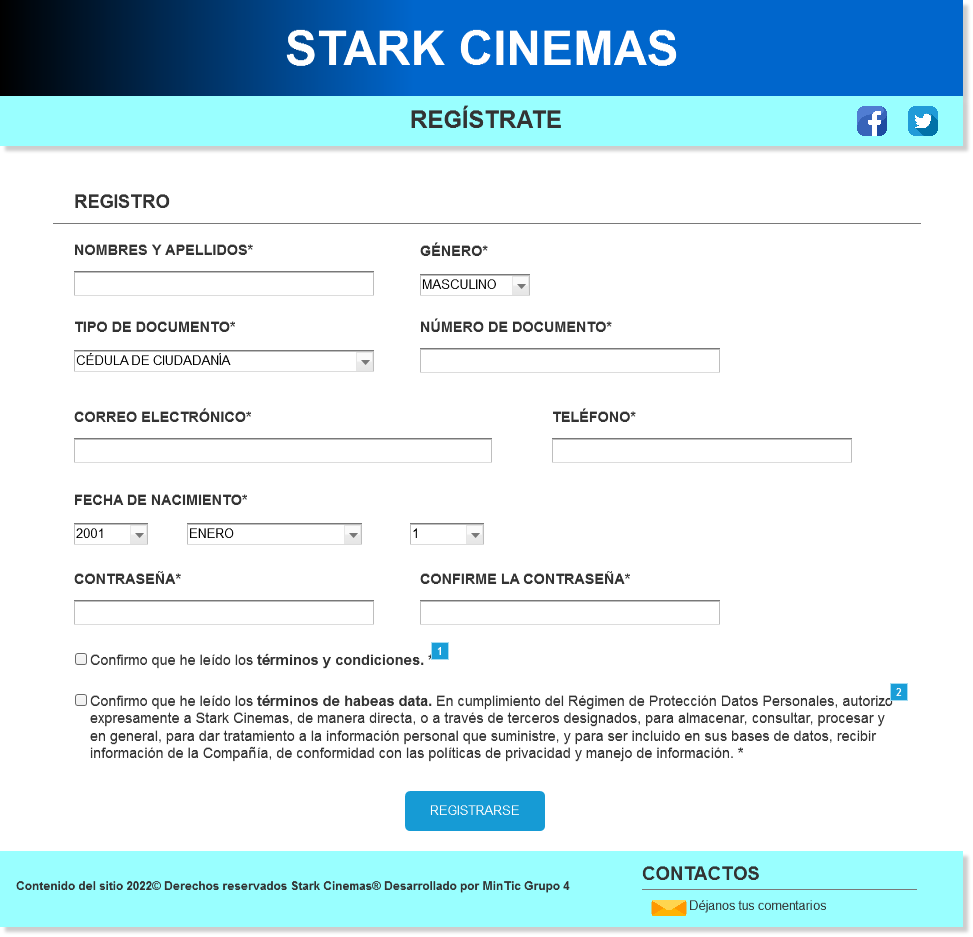 STARK CINEMAS
REGÍSTRATE
REGISTRO
NOMBRES Y APELLIDOS*
GÉNERO*
MASCULINO
TIPO DE DOCUMENTO*
NÚMERO DE DOCUMENTO*
CÉDULA DE CIUDADANÍA
CORREO ELECTRÓNICO*
TELÉFONO*
FECHA DE NACIMIENTO*
2001
ENERO
1
CONTRASEÑA*
CONFIRME LA CONTRASEÑA*
1
Confirmo que he leído los términos y condiciones. *
2
Confirmo que he leído los términos de habeas data. En cumplimiento del Régimen de Protección Datos Personales, autorizo
expresamente a Stark Cinemas, de manera directa, o a través de terceros designados, para almacenar, consultar, procesar y
en general, para dar tratamiento a la información personal que suministre, y para ser incluido en sus bases de datos, recibir
información de la Compañía, de conformidad con las políticas de privacidad y manejo de información. *
REGISTRARSE
CONTACTOS
Contenido del sitio 2022© Derechos reservados Stark Cinemas® Desarrollado por MinTic Grupo 4
Déjanos tus comentarios